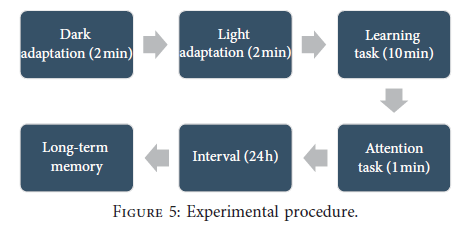 Dark
adaptation (2 min)
Light
adaptation (2 min)
Learning
task (10 min)
Attention
task (1 min)
Interval (24 h)
Long-term
memory
FIGURE 5: Experimental procedure.